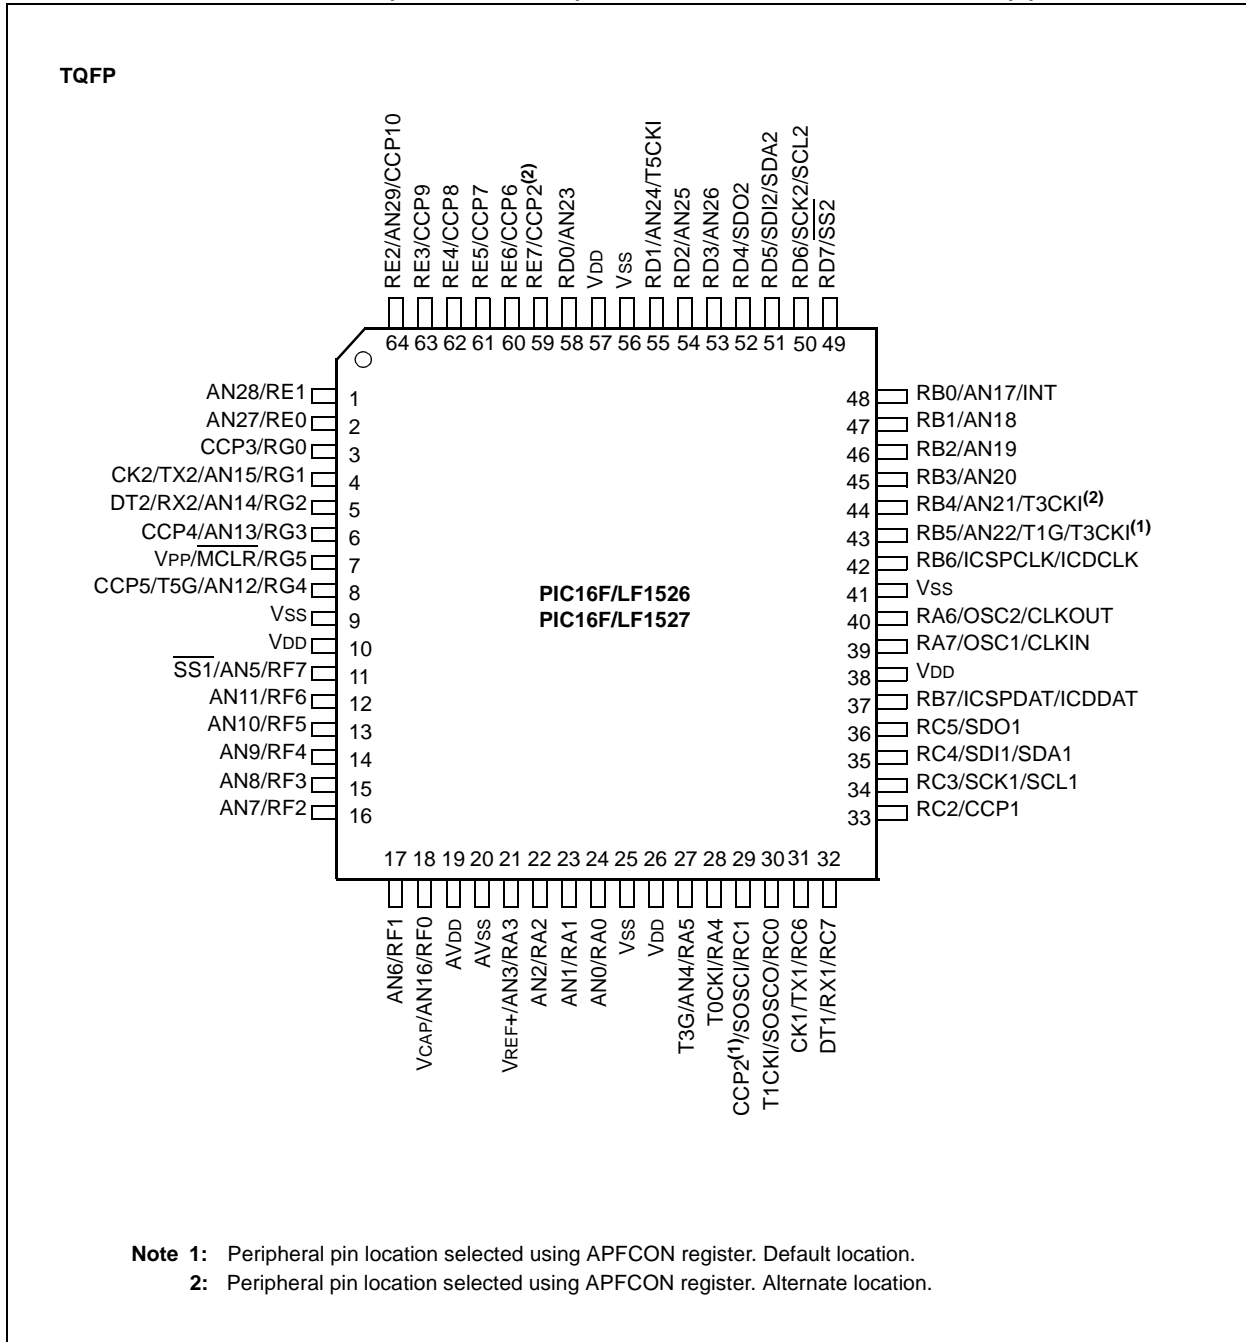 TQFP
RE2/AN29/CCP10
RE3/CCP9
RE4/CCP8
RE5/CCP7
RE6/CCP6
RE7/CCP2(2)
RD0/AN23
VDD
VSS
RD1/AN24/T5CKI
RD2/AN25
RD3/AN26
RD4/SDO2
RD5/SDI2/SDA2
RD6/SCK2/SCL2
RD7/SS2
64 63 62 61 60 59 58 57 56 55 54 53 52 51 50 49
AN28/RE1 1
AN27/RE0 2
CCP3/RG0 3
CK2/TX2/AN15/RG1 4
DT2/RX2/AN14/RG2 5
CCP4/AN13/RG3 6
VPP/MCLR/RG5 7
CCP5/T5G/AN12/RG4 8
VSS 9
VDD 10
SS1/AN5/RF7 11
AN11/RF6 12
AN10/RF5 13
AN9/RF4 14
AN8/RF3 15
AN7/RF2 16
PIC16F/LF1526
PIC16F/LF1527
48 RB0/AN17/INT
47 RB1/AN18
46 RB2/AN19
45 RB3/AN20
44 RB4/AN21/T3CKI(2)
43 RB5/AN22/T1G/T3CKI(1)
42 RB6/ICSPCLK/ICDCLK
41 VSS
40 RA6/OSC2/CLKOUT
39 RA7/OSC1/CLKIN
38 VDD
37 RB7/ICSPDAT/ICDDAT
36 RC5/SDO1
35 RC4/SDI1/SDA1
34 RC3/SCK1/SCL1
33 RC2/CCP1
17 18 19 20 21 22 23 24 25 26 27 28 29 30 31 32
AN6/RF1
VCAP/AN16/RF0
AVDD
AVSS
VREF+/AN3/RA3
AN2/RA2
AN1/RA1
AN0/RA0
VSS
VDD
T3G/AN4/RA5
T0CKI/RA4
CCP2(1)/SOSCI/RC1
T1CKI/SOSCO/RC0
CK1/TX1/RC6
DT1/RX1/RC7
Note 1: Peripheral pin location selected using APFCON register. Default location.
2: Peripheral pin location selected using APFCON register. Alternate location.